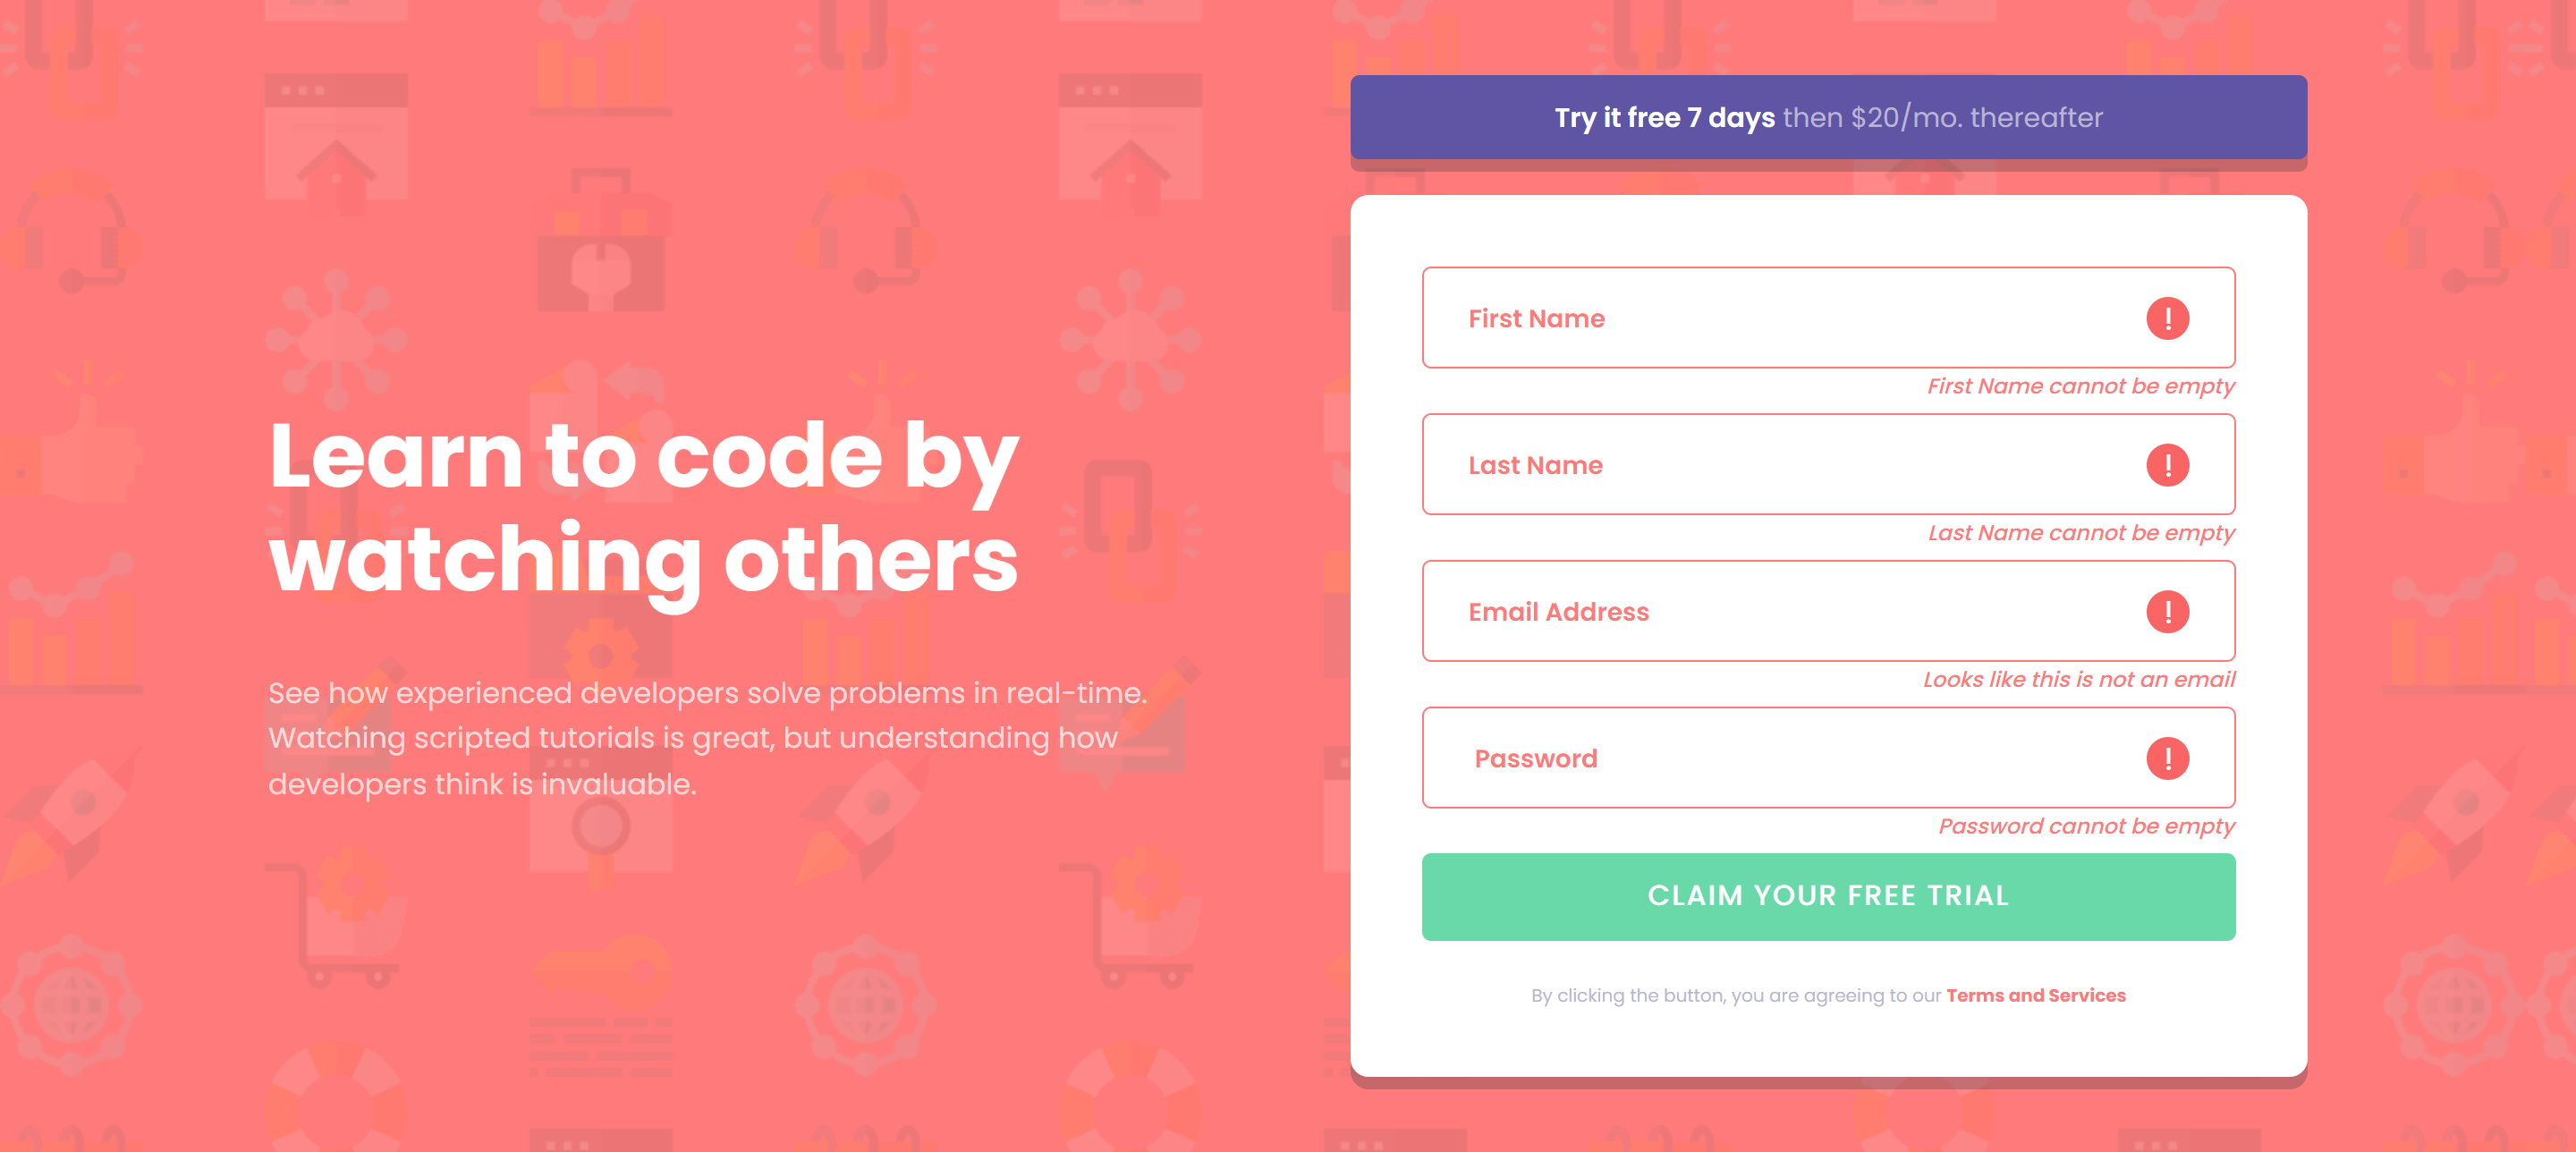 Learn to code by
watching others
See how experienced developers solve problems in real-time.
Watching scripted tutorials is great, but understanding how
developers think is invaluable.
Try it free 7 days then $20/mo. thereafter
First Name
!
First Name cannot be empty
Last Name
!
Last Name cannot be empty
Email Address
!
Looks like this is not an email
Password
!
Password cannot be empty
CLAIM YOUR FREE TRIAL
By clicking the button, you are agreeing to our Terms and Services